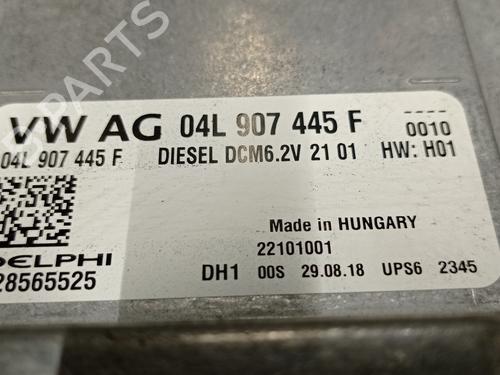 VW AG 04L 907 445 F
0010
04L 907 445 F DIESEL DCM6.2V 21 01 HW: H01
Made in HUNGARY
22101001
DELPHI
28565525
DH1 00S 29.08.18 UPS6 2345
B PARTS